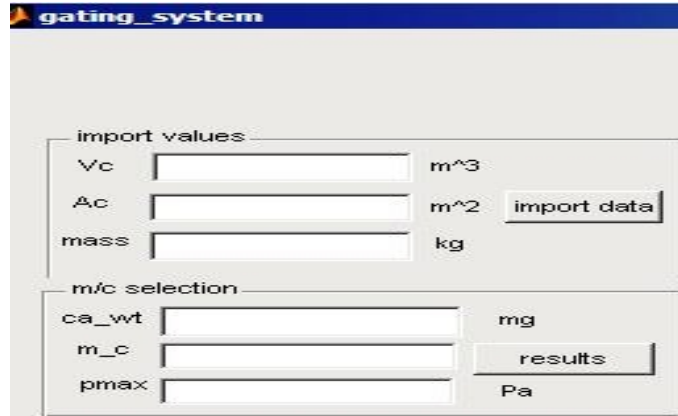 gating_system
import values
Vc m^3
Ac m^2 import data
mass kg
m/c selection
ca_wt mg
m_c results
pmax Pa